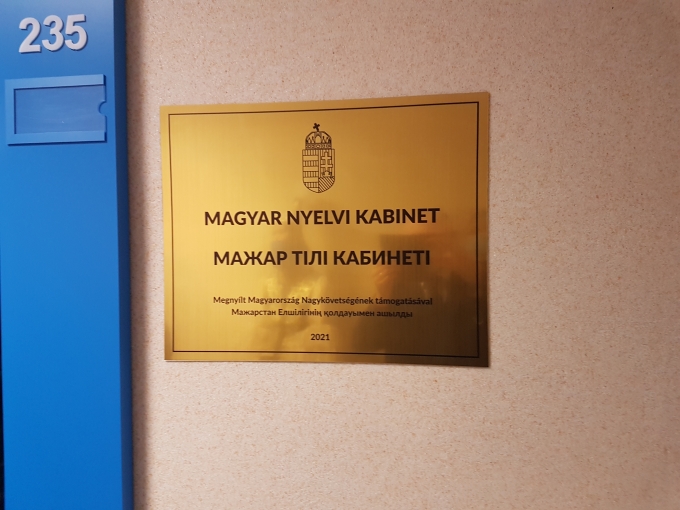 235
MAGYAR NYELVI KABINET
МАЖАР ТІЛІ КАБИНЕТІ
Megnyílt Magyarország Nagykövetségének támogatásával
Мажарстан Елшілігінің қолдауымен ашылды
2021